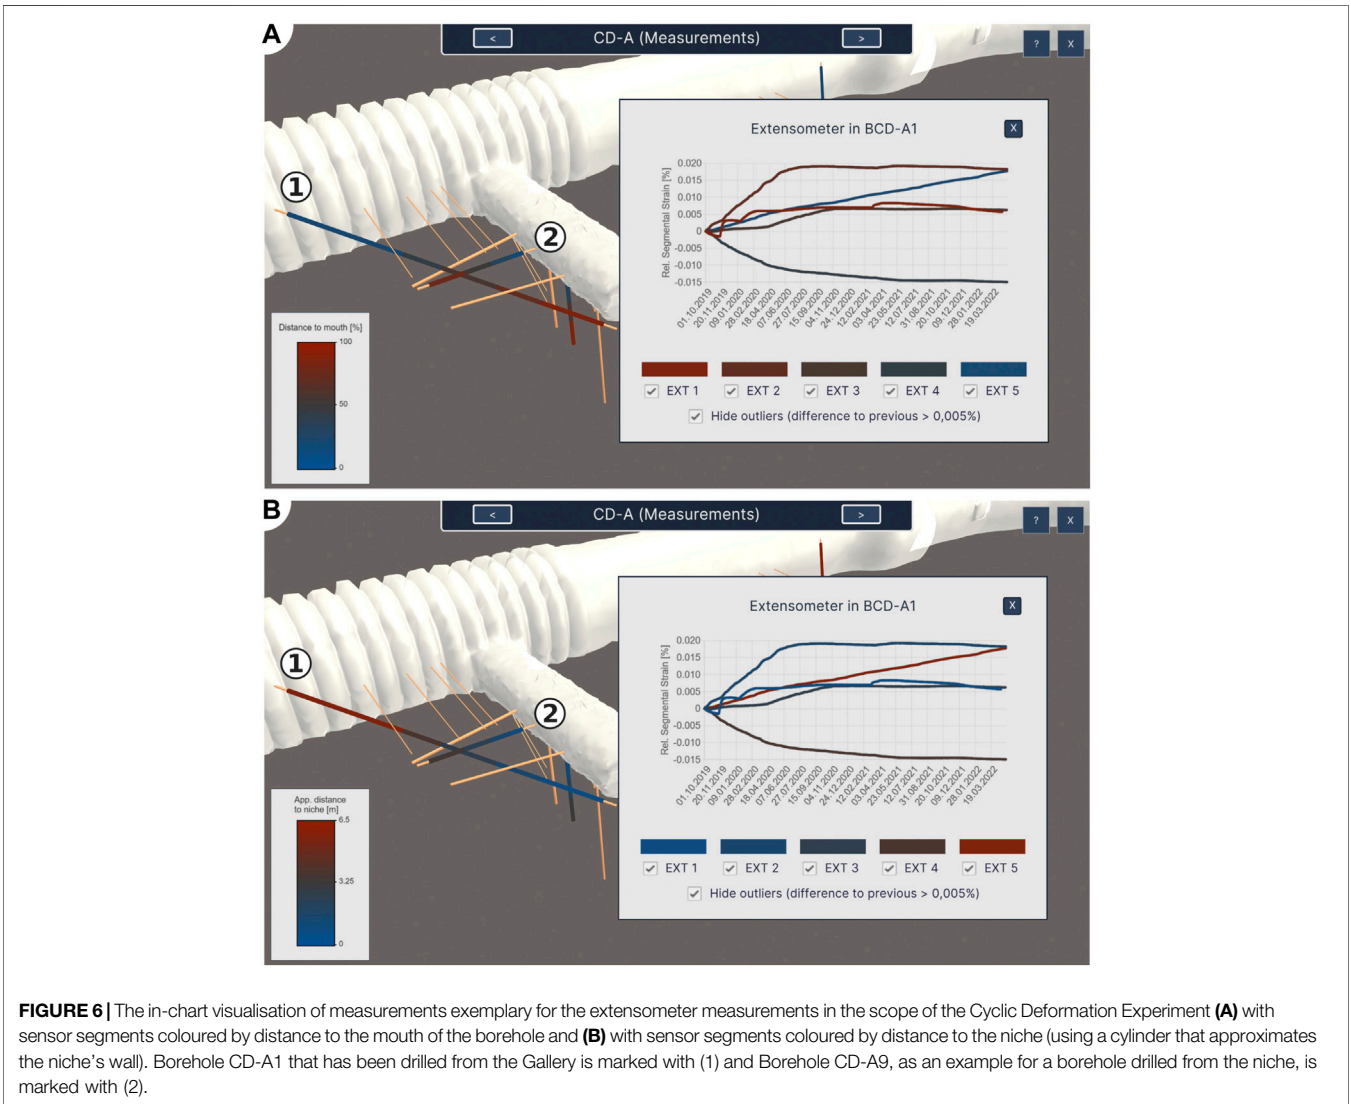 A
<
CD-A (Measurements)
>
?
X
1
2
Extensometer in BCD-A1
X
Rel. Segmental Strain [%]
0.020
0.015
0.010
0.005
0
-0.005
-0.010
-0.015
01.10.2019
20.11.2019
09.01.2020
28.02.2020
18.04.2020
07.06.2020
27.07.2020
15.09.2020
04.11.2020
24.12.2020
12.02.2021
03.04.2021
23.05.2021
12.07.2021
31.08.2021
20.10.2021
09.12.2021
28.01.2022
19.03.2022
EXT 1
EXT 2
EXT 3
EXT 4
EXT 5
Hide outliers (difference to previous > 0,005%)
Distance to mouth [%]
100
50
0
B
<
CD-A (Measurements)
>
?
X
1
2
Extensometer in BCD-A1
X
Rel. Segmental Strain [%]
0.020
0.015
0.010
0.005
0
-0.005
-0.010
-0.015
01.10.2019
20.11.2019
09.01.2020
28.02.2020
18.04.2020
07.06.2020
27.07.2020
15.09.2020
04.11.2020
24.12.2020
12.02.2021
03.04.2021
23.05.2021
12.07.2021
31.08.2021
20.10.2021
09.12.2021
28.01.2022
19.03.2022
EXT 1
EXT 2
EXT 3
EXT 4
EXT 5
Hide outliers (difference to previous > 0,005%)
App. distance
to niche [m]
6.5
3.25
0
FIGURE 6 | The in-chart visualisation of measurements exemplary for the extensometer measurements in the scope of the Cyclic Deformation Experiment (A) with
sensor segments coloured by distance to the mouth of the borehole and (B) with sensor segments coloured by distance to the niche (using a cylinder that approximates
the niche's wall). Borehole CD-A1 that has been drilled from the Gallery is marked with (1) and Borehole CD-A9, as an example for a borehole drilled from the niche, is
marked with (2).